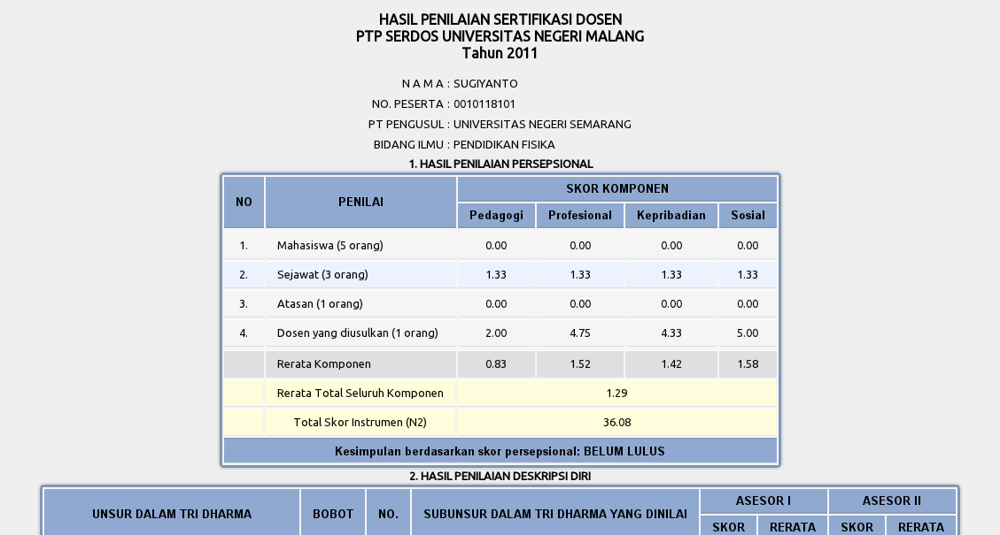 HASIL PENILAIAN SERTIFIKASI DOSEN
PTP SERDOS UNIVERSITAS NEGERI MALANG
Tahun 2011
N A M A : SUGIYANTO
NO. PESERTA : 0010118101
PT PENGUSUL : UNIVERSITAS NEGERI SEMARANG
BIDANG ILMU : PENDIDIKAN FISIKA
1. HASIL PENILAIAN PERSEPSIONAL
NO PENILAI SKOR KOMPONEN
Pedagogi Profesional Kepribadian Sosial
1. Mahasiswa (5 orang) 0.00 0.00 0.00 0.00
2. Sejawat (3 orang) 1.33 1.33 1.33 1.33
3. Atasan (1 orang) 0.00 0.00 0.00 0.00
4. Dosen yang diusulkan (1 orang) 2.00 4.75 4.33 5.00
Rerata Komponen 0.83 1.52 1.42 1.58
Rerata Total Seluruh Komponen 1.29
Total Skor Instrumen (N2) 36.08
Kesimpulan berdasarkan skor persepsional: BELUM LULUS
2. HASIL PENILAIAN DESKRIPSI DIRI
UNSUR DALAM TRI DHARMA BOBOT NO. SUBUNSUR DALAM TRI DHARMA YANG DINILAI ASESOR I ASESOR II
SKOR RERATA SKOR RERATA